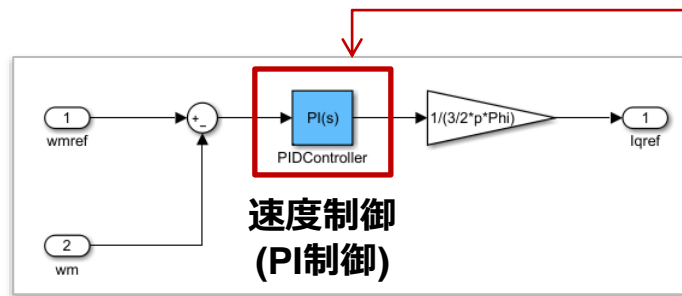 1
wmref
+
-
PI(s)
PIDController
1/(3/2*p*Phi)
1
Iqref
2
wm
速度制御
(PI制御)